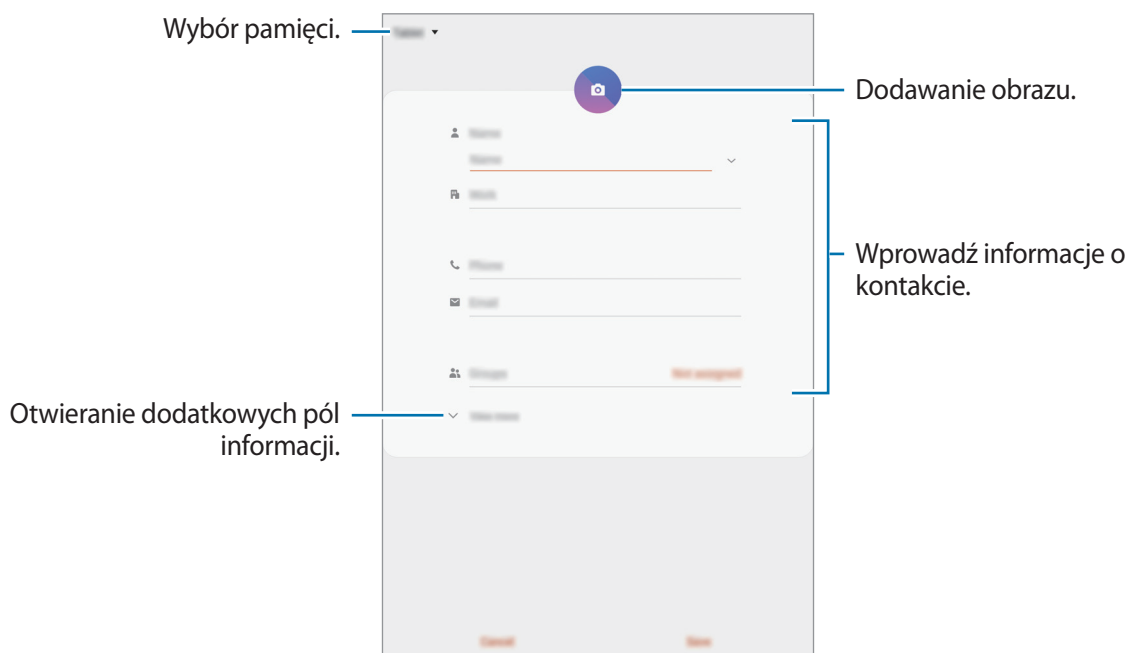 Wybór pamięci.
Dodawanie obrazu.
Name
Name
Work
Phone
Email
Wprowadź informacje o
kontakcie.
Groups
Not assigned
Otwieranie dodatkowych pól
informacji.
View more
Cancel
Save